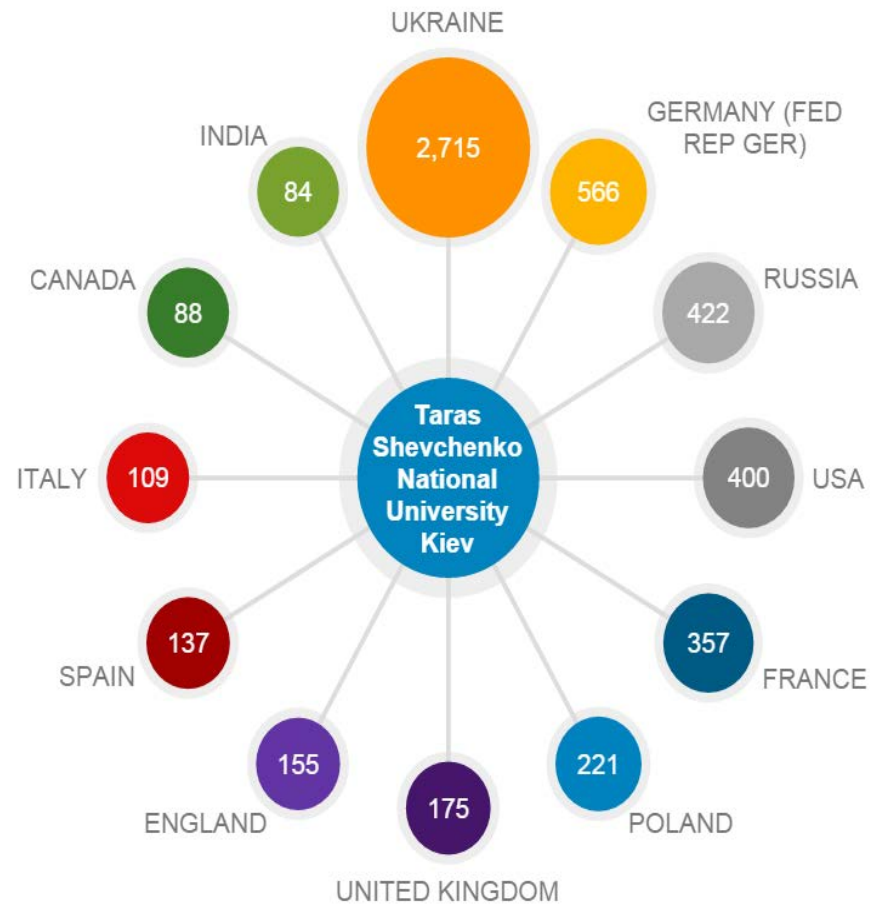 UKRAINE
2,715
GERMANY (FED
REP GER)
566
RUSSIA
422
USA
400
FRANCE
357
POLAND
221
UNITED KINGDOM
175
ENGLAND
155
SPAIN
137
ITALY
109
CANADA
88
INDIA
84
Taras
Shevchenko
National
University
Kiev